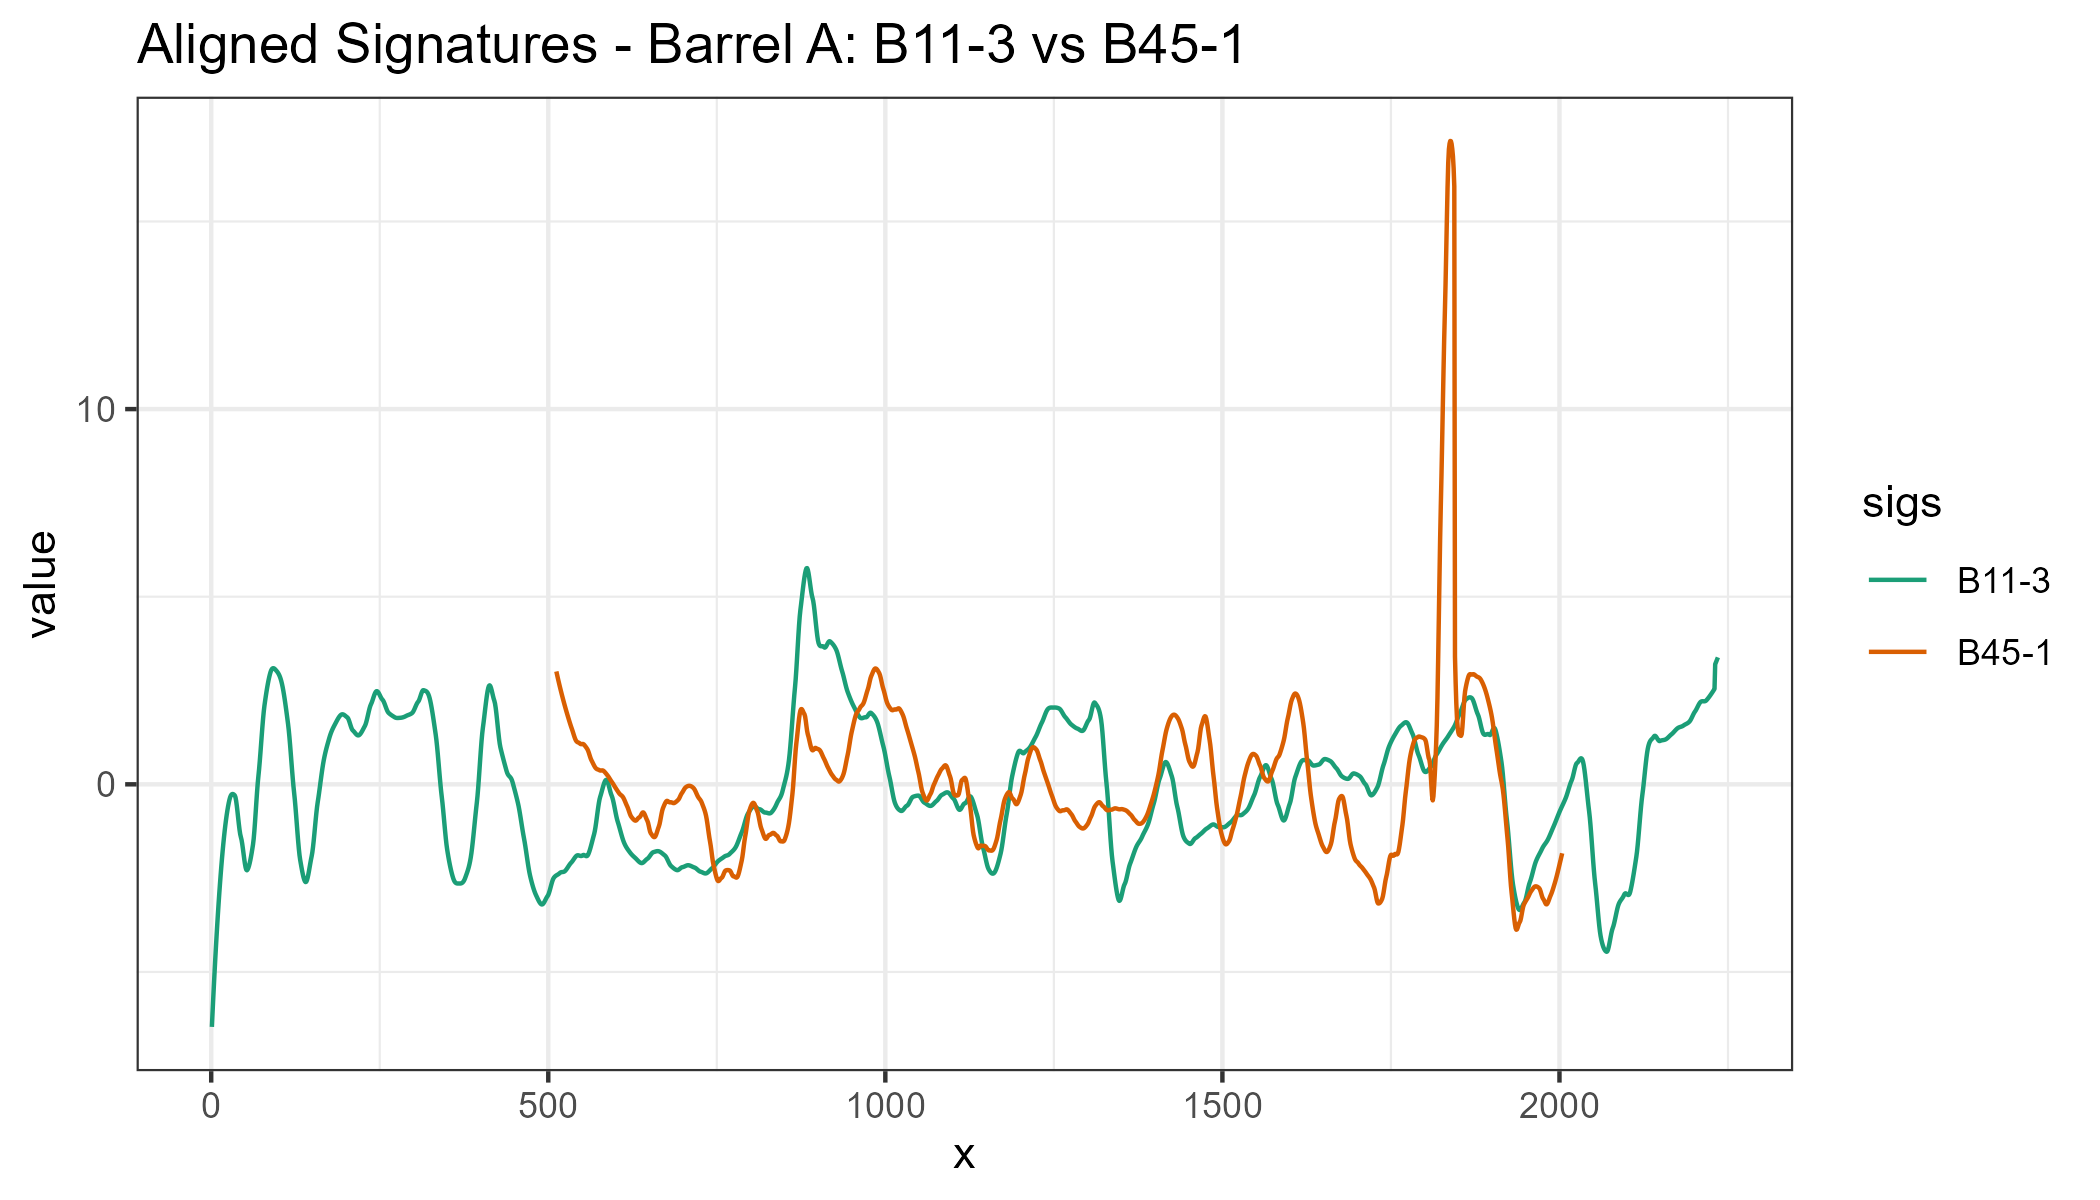 Aligned Signatures - Barrel A: B11-3 vs B45-1
value
10
0
0
500
1000
1500
2000
x
sigs
B11-3
B45-1